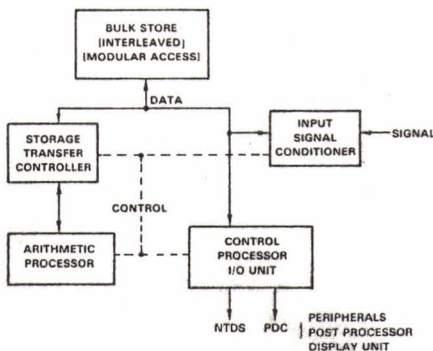 BULK STORE
[INTERLEAVED]
[MODULAR ACCESS]
DATA
STORAGE
TRANSFER
CONTROLLER
INPUT
SIGNAL
CONDITIONER
SIGNAL
CONTROL
ARITHMETIC
PROCESSOR
CONTROL
PROCESSOR
I/O UNIT
NTDS
PDC
PERIPHERALS
POST PROCESSOR
DISPLAY UNIT